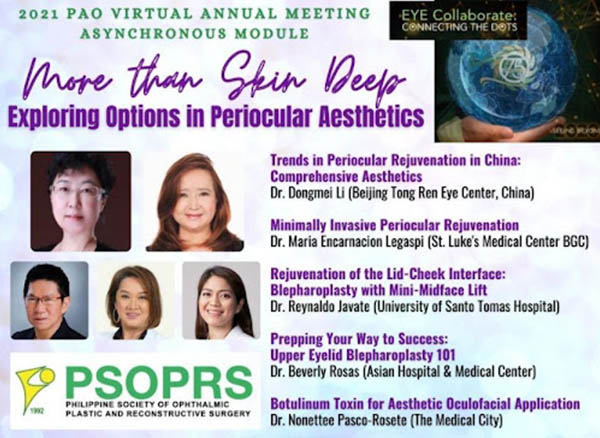 2021 PAO VIRTUAL ANNUAL MEETING
ASYNCHRONOUS MODULE
EYE Collaborate:
CONNECTING THE DOTS
75
More than Skin Deep
Exploring Options in Periocular Aesthetics
Trends in Periocular Rejuvenation in China:
Comprehensive Aesthetics
Dr. Dongmei Li (Beijing Tong Ren Eye Center, China)
Minimally Invasive Periocular Rejuvenation
Dr. Maria Encarnacion Legaspi (St. Luke's Medical Center BGC)
Rejuvenation of the Lid-Cheek Interface:
Blepharoplasty with Mini-Midface Lift
Dr. Reynaldo Javate (University of Santo Tomas Hospital)
Prepping Your Way to Success:
Upper Eyelid Blepharoplasty 101
Dr. Beverly Rosas (Asian Hospital & Medical Center)
Botulinum Toxin for Aesthetic Oculofacial Application
Dr. Nonettee Pasco-Rosete (The Medical City)
1992
PSOPRS
PHILIPPINE SOCIETY OF OPHTHALMIC
PLASTIC AND RECONSTRUCTIVE SURGERY